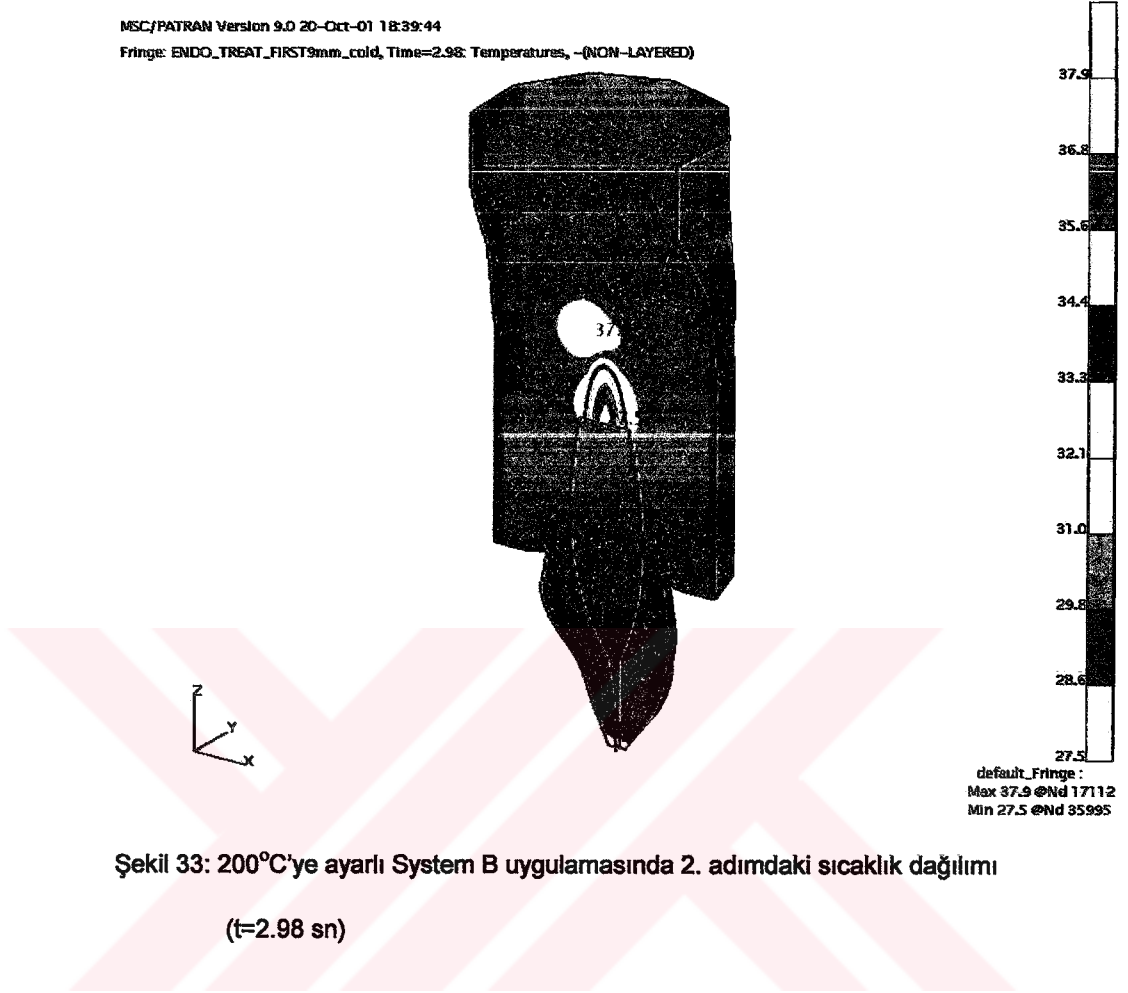 MSC/PATRAN Version 9.0 20-Oct-01 18:39:44
Fringe: ENDO_TREAT_FIRST9mm_cold, Time=2.98: Temperatures, -(NON-LAYERED)
37.9
36.8
35.6
34.4
33.3
32.1
31.0
29.8
28.6
27.5
37.
Z
Y
X
default_Fringe :
Max 37.9 @Nd 17112
Min 27.5 @Nd 35995
Şekil 33: 200°C'ye ayarlı System B uygulamasında 2. adımdaki sıcaklık dağılımı
(t=2.98 sn)